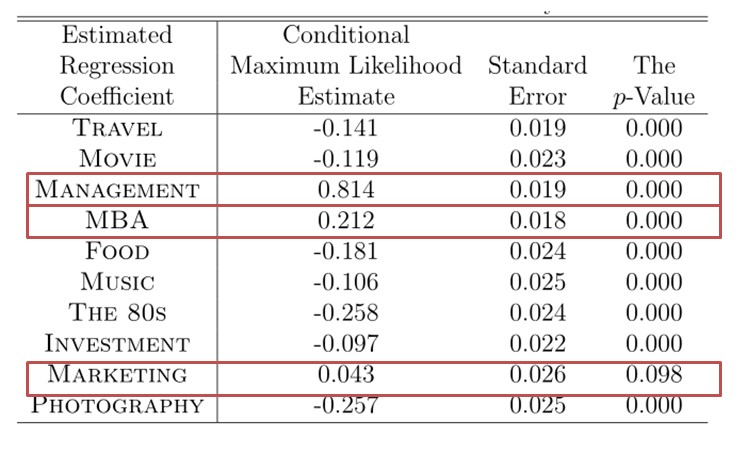 Estimated Conditional
Regression Maximum Likelihood Standard The
Coefficient Estimate Error p-Value
TRAVEL -0.141 0.019 0.000
MOVIE -0.119 0.023 0.000
MANAGEMENT 0.814 0.019 0.000
MBA 0.212 0.018 0.000
FOOD -0.181 0.024 0.000
MUSIC -0.106 0.025 0.000
THE 80S -0.258 0.024 0.000
INVESTMENT -0.097 0.022 0.000
MARKETING 0.043 0.026 0.098
PHOTOGRAPHY -0.257 0.025 0.000